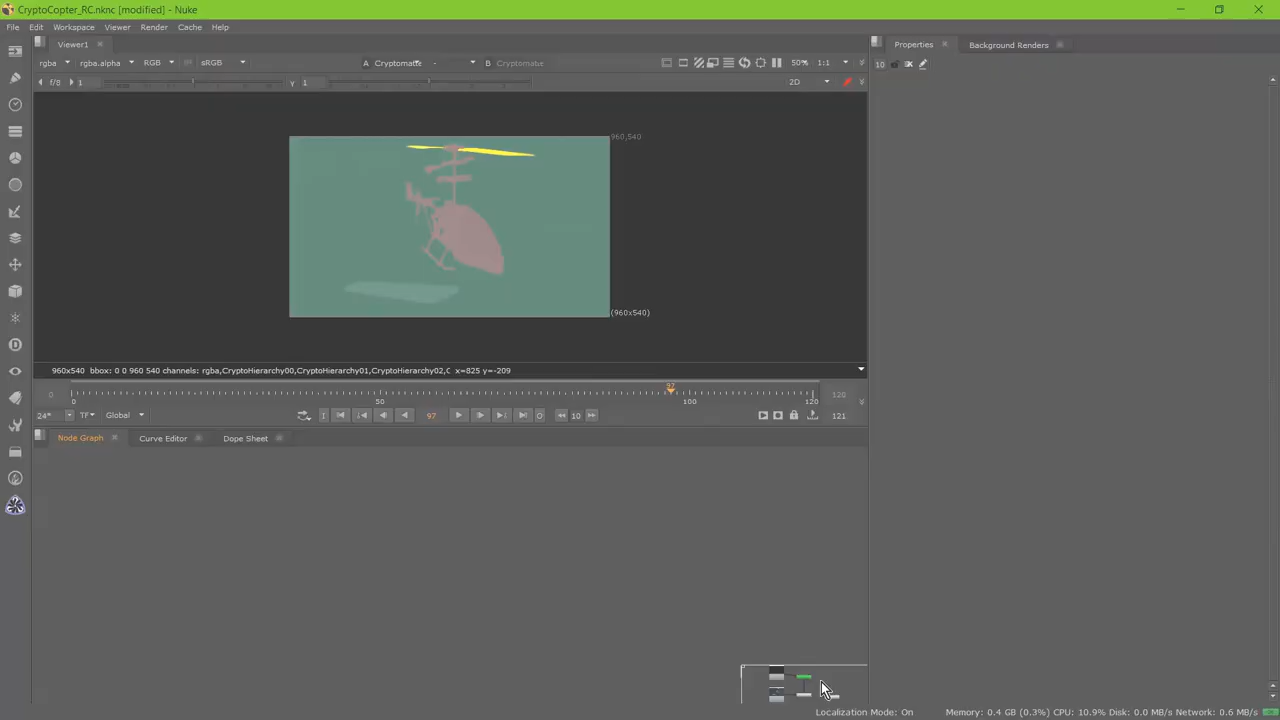 CryptoCopter_RC.nknc [modified] - Nuke
File Edit Workspace Viewer Render Cache Help
Viewer1
Properties
Background Renders
rgba rgba.alpha RGB sRGB A Cryptomatte - B Cryptomatte 50% 1:1
10
f/8 1 Y 1 2D
960,540
(960x540)
960x540 bbox: 0 0 960 540 channels: rgba,CryptoHierarchy00,CryptoHierarchy01,CryptoHierarchy02,C x=825 y=-209
0 0 50 97 100 120 120
24* TF Global I 97 O 10 121
Node Graph Curve Editor Dope Sheet
Localization Mode: On Memory: 0.4 GB (0.3%) CPU: 10.9% Disk: 0.0 MB/s Network: 0.6 MB/s